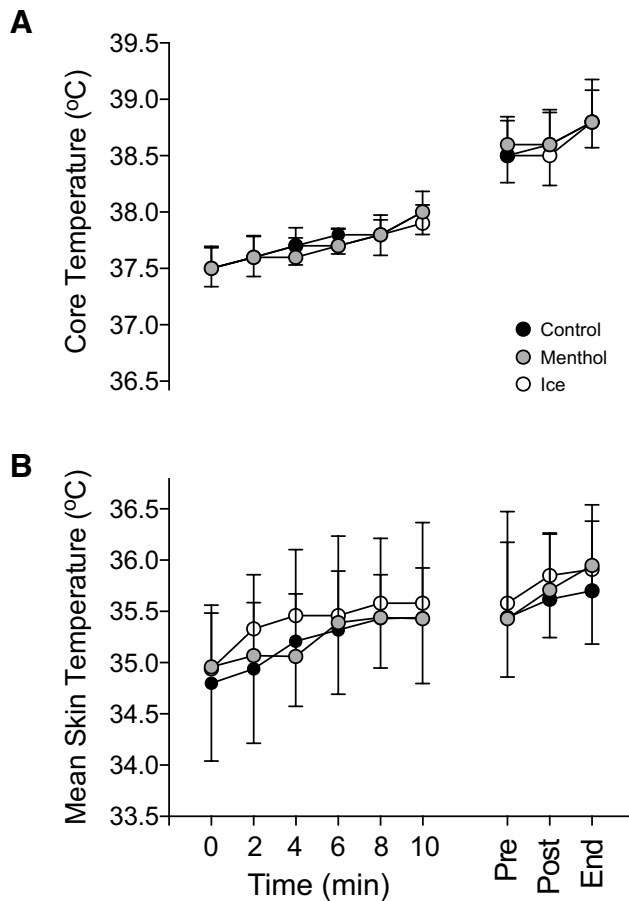 A
39.5
39.0
38.5
38.0
37.5
37.0
36.5
Core Temperature (ºC)
Control
Menthol
Ice
B
36.5
36.0
35.5
35.0
34.5
34.0
33.5
Mean Skin Temperature (ºC)
0 2 4 6 8 10 Pre Post End
Time (min)